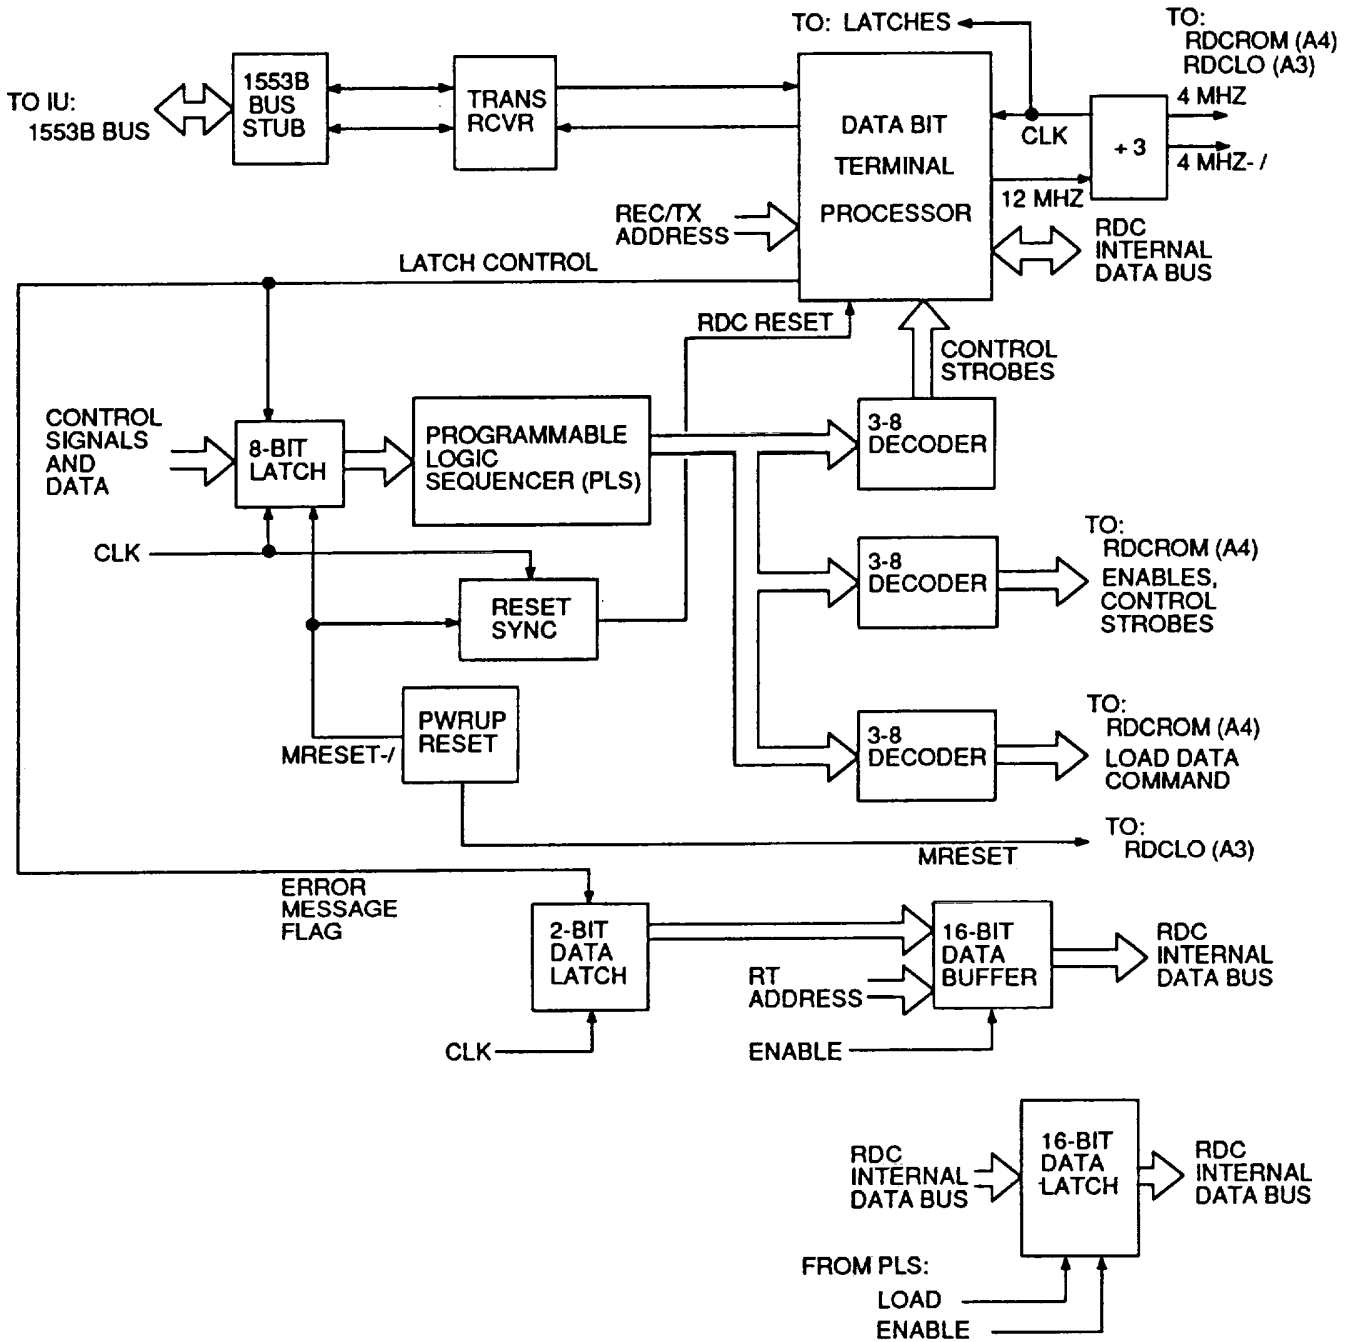 TO: LATCHES
TO:
RDCROM (A4)
RDCLO (A3)
4 MHZ
4 MHZ- /
TO IU:
1553B BUS
1553B
BUS
STUB
TRANS
RCVR
DATA BIT
TERMINAL
PROCESSOR
CLK
+ 3
12 MHZ
REC/TX
ADDRESS
RDC
INTERNAL
DATA BUS
LATCH CONTROL
RDC RESET
CONTROL
STROBES
CONTROL
SIGNALS
AND
DATA
8-BIT
LATCH
PROGRAMMABLE
LOGIC
SEQUENCER (PLS)
3-8
DECODER
CLK
RESET
SYNC
3-8
DECODER
TO:
RDCROM (A4)
ENABLES,
CONTROL
STROBES
PWRUP
RESET
MRESET-/
3-8
DECODER
TO:
RDCROM (A4)
LOAD DATA
COMMAND
MRESET
TO:
RDCLO (A3)
ERROR
MESSAGE
FLAG
2-BIT
DATA
LATCH
CLK
RT
ADDRESS
ENABLE
16-BIT
DATA
BUFFER
RDC
INTERNAL
DATA BUS
RDC
INTERNAL
DATA BUS
16-BIT
DATA
LATCH
RDC
INTERNAL
DATA BUS
FROM PLS:
LOAD
ENABLE